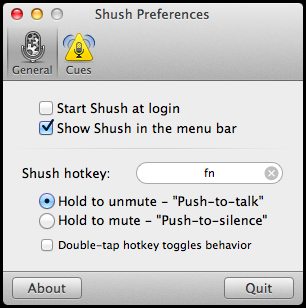 Shush Preferences
General
Cues
Start Shush at login
Show Shush in the menu bar
Shush hotkey:
fn
Hold to unmute – "Push-to-talk"
Hold to mute – "Push-to-silence"
Double-tap hotkey toggles behavior
About
Quit